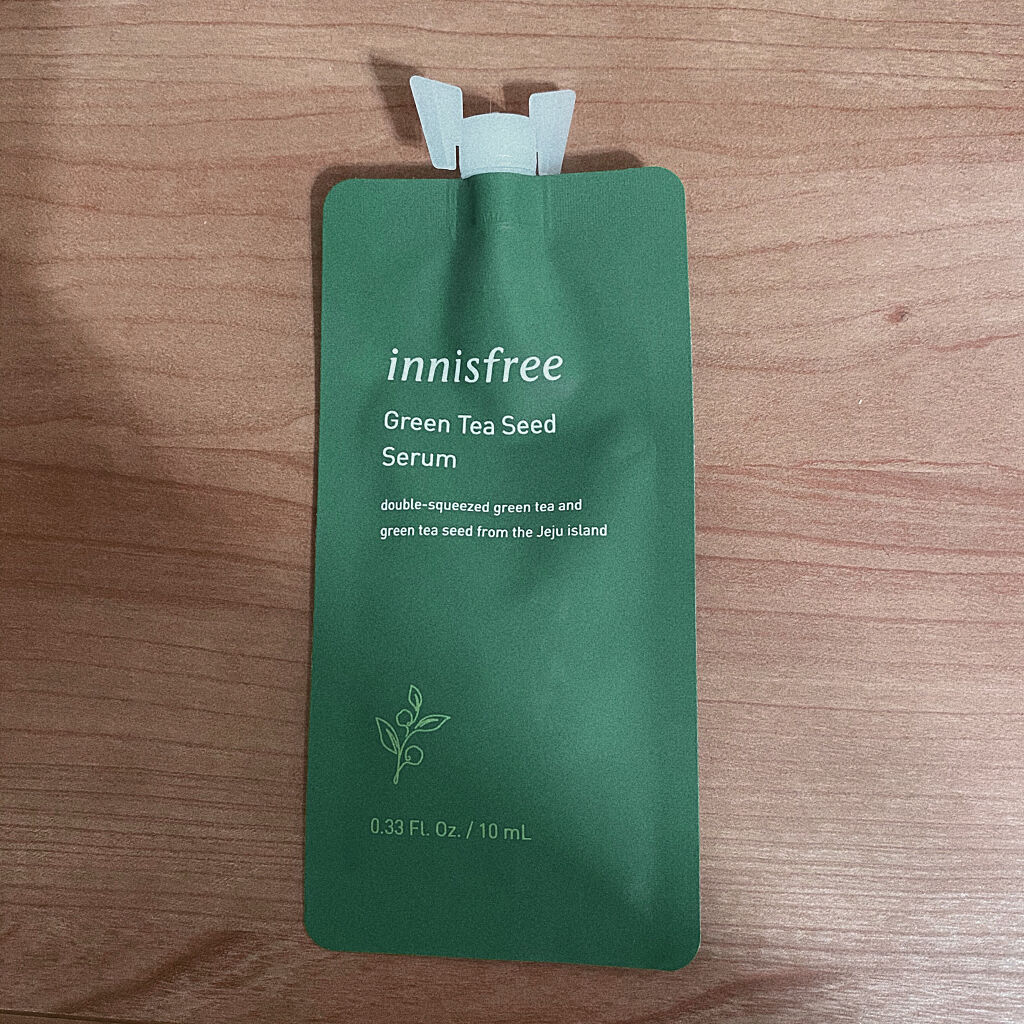 innisfree
Green Tea Seed
Serum
double-squeezed green tea and
green tea seed from the Jeju island
0.33 Fl. Oz. / 10 mL